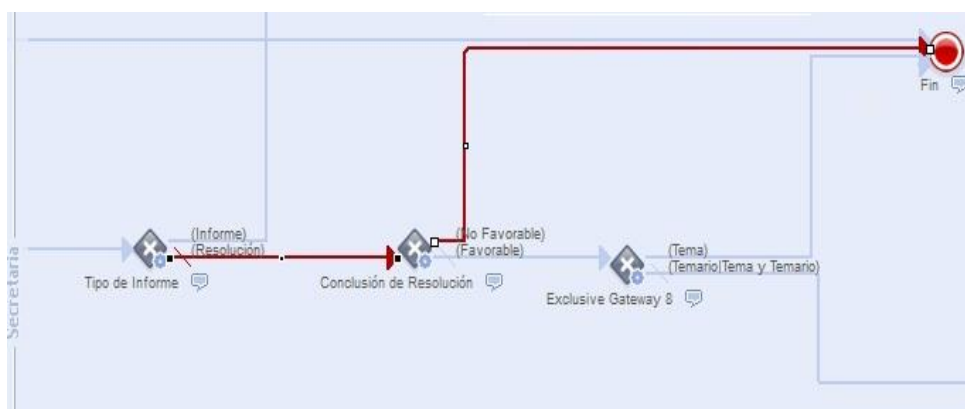 Fin
(Informe)
(Resolución)
Tipo de Informe
(No Favorable)
(Favorable)
Conclusión de Resolución
(Tema)
(Temario|Tema y Temario)
Exclusive Gateway 8
Secretaria